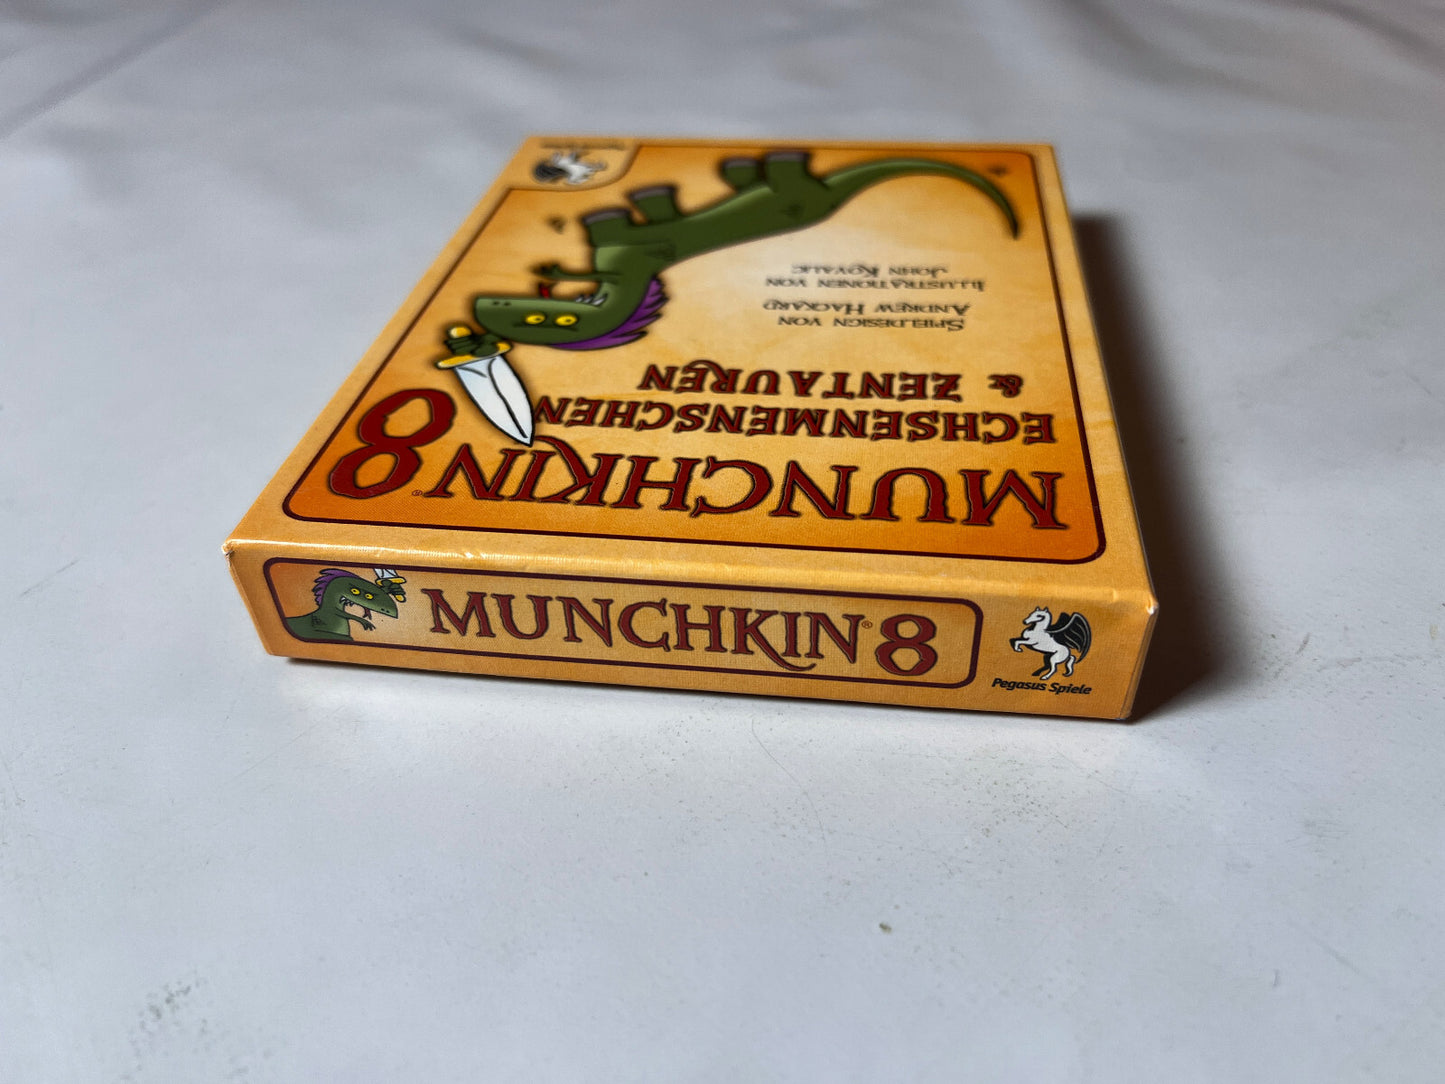 MUNCHKIN® 8
ECHSENMENSCHEN
& ZENTAUREN
SPIELDESIGN VON
ANDREW HACKARD
ILLUSTRATIONEN VON
JOHN KOVALIC
MUNCHKIN® 8
Pegasus Spiele